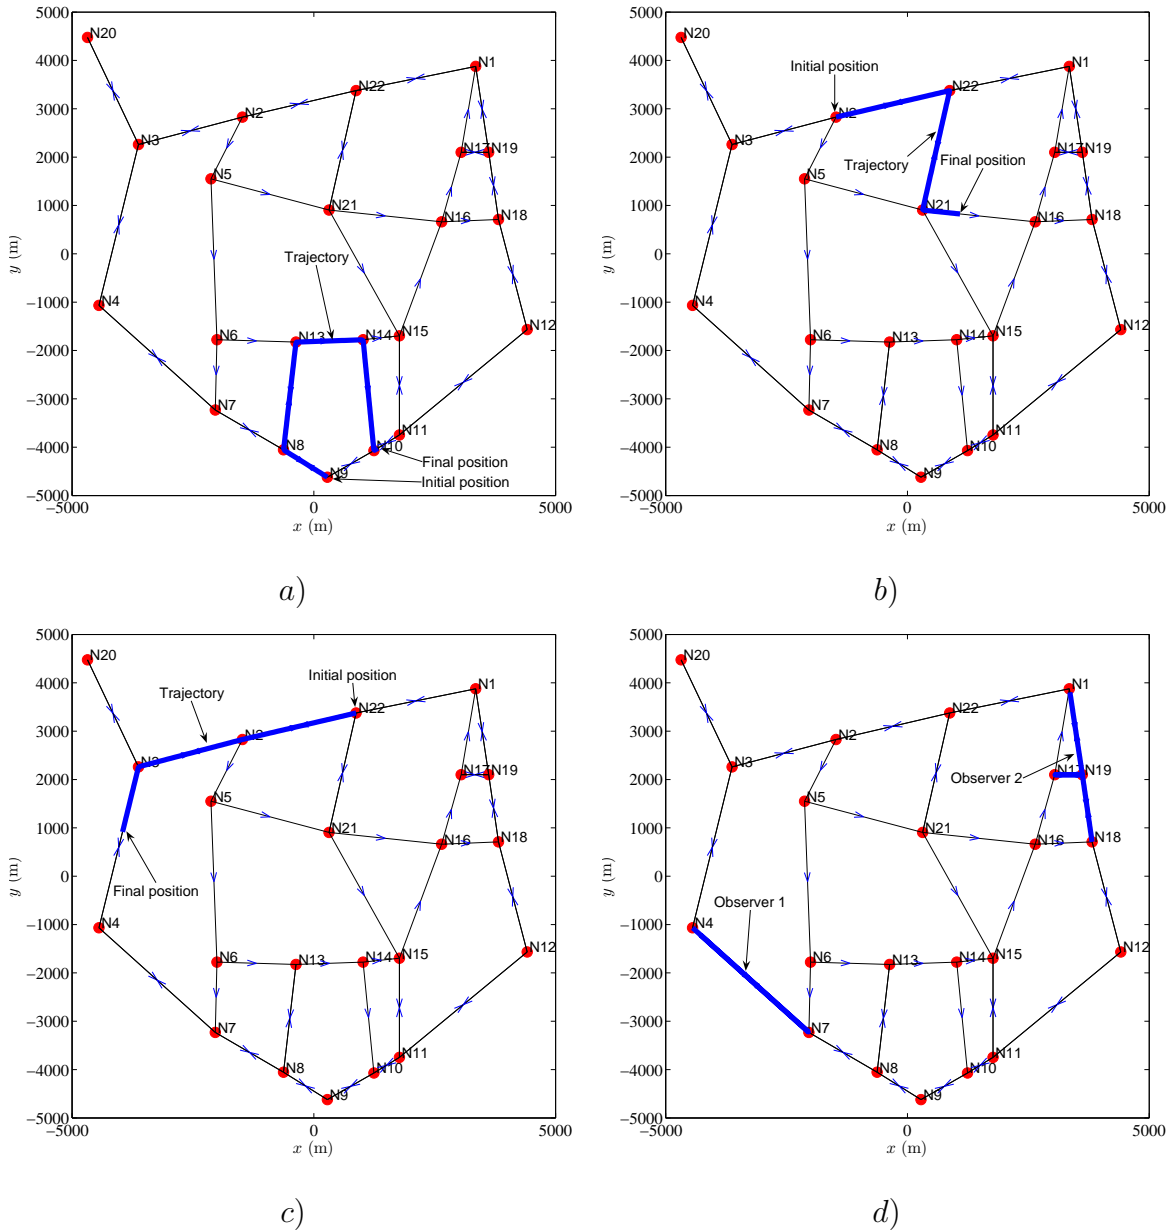 5000
4000
3000
2000
1000
0
−1000
−2000
−3000
−4000
−5000
−5000 0 5000
x (m)
y (m)
N20
N1
N22
N2
N3
N17 N19
N5
N21
N16
N18
Trajectory
N4
N6
N13
N14
N15
N12
N7
N11
N8
N10
Final position
N9
Initial position
a)
5000
4000
3000
2000
1000
0
−1000
−2000
−3000
−4000
−5000
−5000 0 5000
x (m)
y (m)
N20
Initial position
N1
N22
N2
N3
N17 N19
Trajectory
Final position
N5
N21
N16
N18
N4
N6
N13
N14
N15
N12
N7
N11
N8
N10
N9
b)
5000
4000
3000
2000
1000
0
−1000
−2000
−3000
−4000
−5000
−5000 0 5000
x (m)
y (m)
N20
Trajectory
Initial position
N1
N22
N2
N3
N17 N19
N5
N21
N16
N18
Final position
N4
N6
N13
N14
N15
N12
N7
N11
N8
N10
N9
c)
5000
4000
3000
2000
1000
0
−1000
−2000
−3000
−4000
−5000
−5000 0 5000
x (m)
y (m)
N20
N1
N22
N2
N3
N17 N19
Observer 2
N5
N21
N16
N18
Observer 1
N4
N6
N13
N14
N15
N12
N7
N11
N8
N10
N9
d)